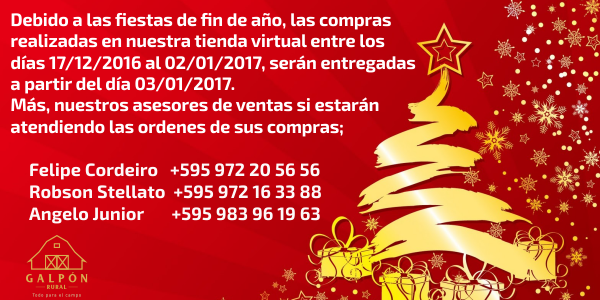 Debido a las fiestas de fin de año, las compras
realizadas en nuestra tienda virtual entre los
días 17/12/2016 al 02/01/2017, serán entregadas
a partir del día 03/01/2017.
Más, nuestros asesores de ventas si estarán
atendiendo las ordenes de sus compras;
Felipe Cordeiro +595 972 20 56 56
Robson Stellato +595 972 16 33 88
Angelo Junior +595 983 96 19 63
GALPÓN
RURAL
Todo para el campo